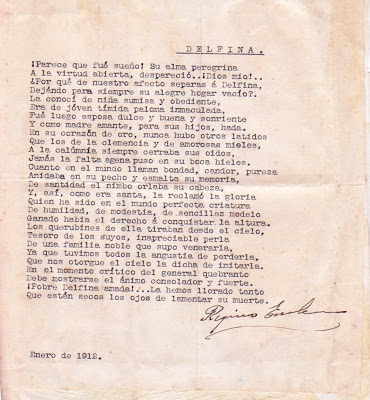 DELFINA.
¡Parece que fué sueño! Su alma peregrina
A la virtud abierta, despareció..¡Dios mio!..
¿Por qué de nuestro afecto separas á Delfina,
Dejándo para siempre su alegre hogar vacío?.
La conocí de niña sumisa y obediente,
Era de jóven tímida paloma inmaculada,
Fué luego esposa dulce y buena y sonriente
Y como madre amante, para sus hijos, hada.
En su corazón de oro, nunca hubo otros latidos
Que los de la clemencia y de amorosas mieles,
A la calúmnia siempre cerraba sus oidos,
Jamás la falta agena puso en su boca hieles.
Cuanto en el mundo llaman bondad, candor, pureza
Anidaba en su pecho y esmalta su memoria,
De santidad el nimbo orlaba su cabeza,
Y, así, como era santa, la reclamó la gloria
Quien ha sido en el mundo perfecta criatura
De humildad, de modestia, de sencillez modelo
Ganado habia el derecho á conquistar la altura.
Los querubines de ella tiraban desde el cielo,
Tesoro de los suyos, inapreciable perla
De una familia noble que supo venerarla,
Ya que tuvimos todos la angustia de perderla,
Que nos otorgue el cielo la dicha de imitarla.
En el momento crítico del general quebranto
Debe mostrarse el ánimo consolador y fuerte.
¡Pobre Delfina amada!...La hemos llorado tanto
Que están secos los ojos de lamentar su muerte.
Enero de 1912.